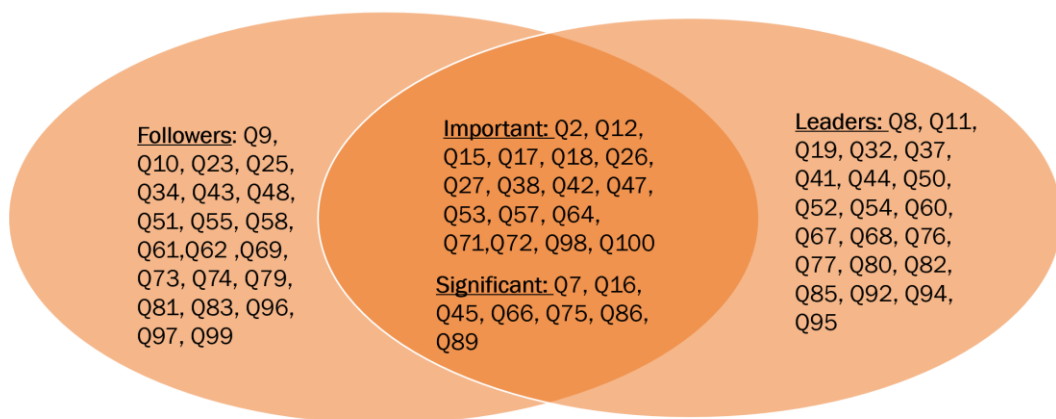 Followers: Q9,
Q10, Q23, Q25,
Q34, Q43, Q48,
Q51, Q55, Q58,
Q61,Q62 ,Q69,
Q73, Q74, Q79,
Q81, Q83, Q96,
Q97, Q99
Important: Q2, Q12,
Q15, Q17, Q18, Q26,
Q27, Q38, Q42, Q47,
Q53, Q57, Q64,
Q71,Q72, Q98, Q100
Significant: Q7, Q16,
Q45, Q66, Q75, Q86,
Q89
Leaders: Q8, Q11,
Q19, Q32, Q37,
Q41, Q44, Q50,
Q52, Q54, Q60,
Q67, Q68, Q76,
Q77, Q80, Q82,
Q85, Q92, Q94,
Q95